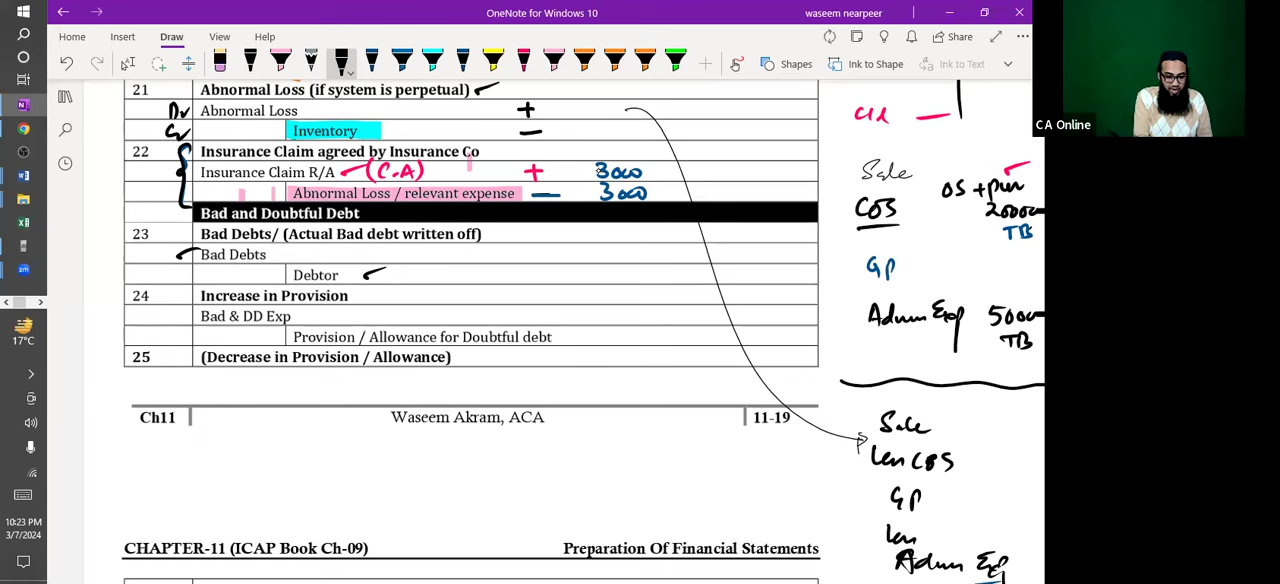 OneNote for Windows 10
waseem nearpeer
Home Insert Draw View Help
Share
Shapes Ink to Shape Ink to Text
21 Abnormal Loss (if system is perpetual)
Dr Abnormal Loss +
Cr Inventory —
22 Insurance Claim agreed by Insurance Co
Insurance Claim R/A (C.A) + 3000
Abnormal Loss / relevant expense — 3000
Bad and Doubtful Debt
23 Bad Debts/ (Actual Bad debt written off)
Bad Debts
Debtor
24 Increase in Provision
Bad & DD Exp
Provision / Allowance for Doubtful debt
25 (Decrease in Provision / Allowance)
Ch11 Waseem Akram, ACA 11-19
CHAPTER-11 (ICAP Book Ch-09) Preparation Of Financial Statements
Sale
COS OS + pur
TB
GP
Admn Exp
TB
Sale
Len COS
GP
Len
Admn Exp
CA Online
17°C
10:23 PM
3/7/2024